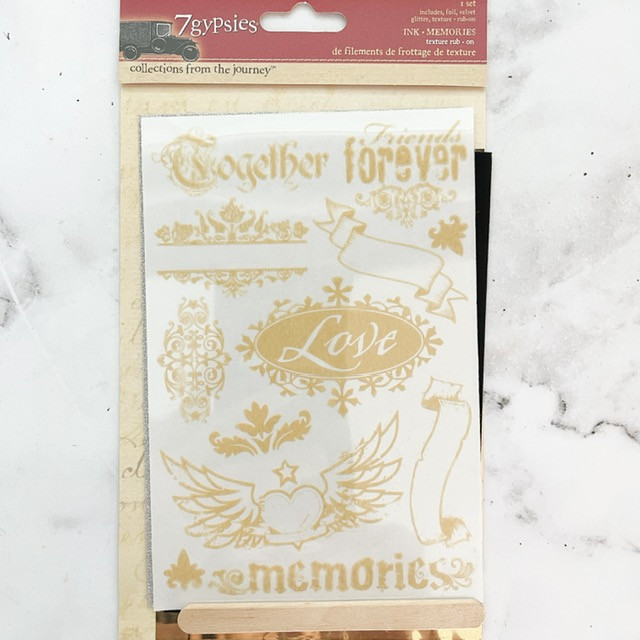 7gypsies
collections from the journey™
1 set
includes, foil, velvet
glitter, texture - rub-on
INK • MEMORIES
texture rub - on
de filements de frottage de texture
Together
Friends
forever
Love
memories